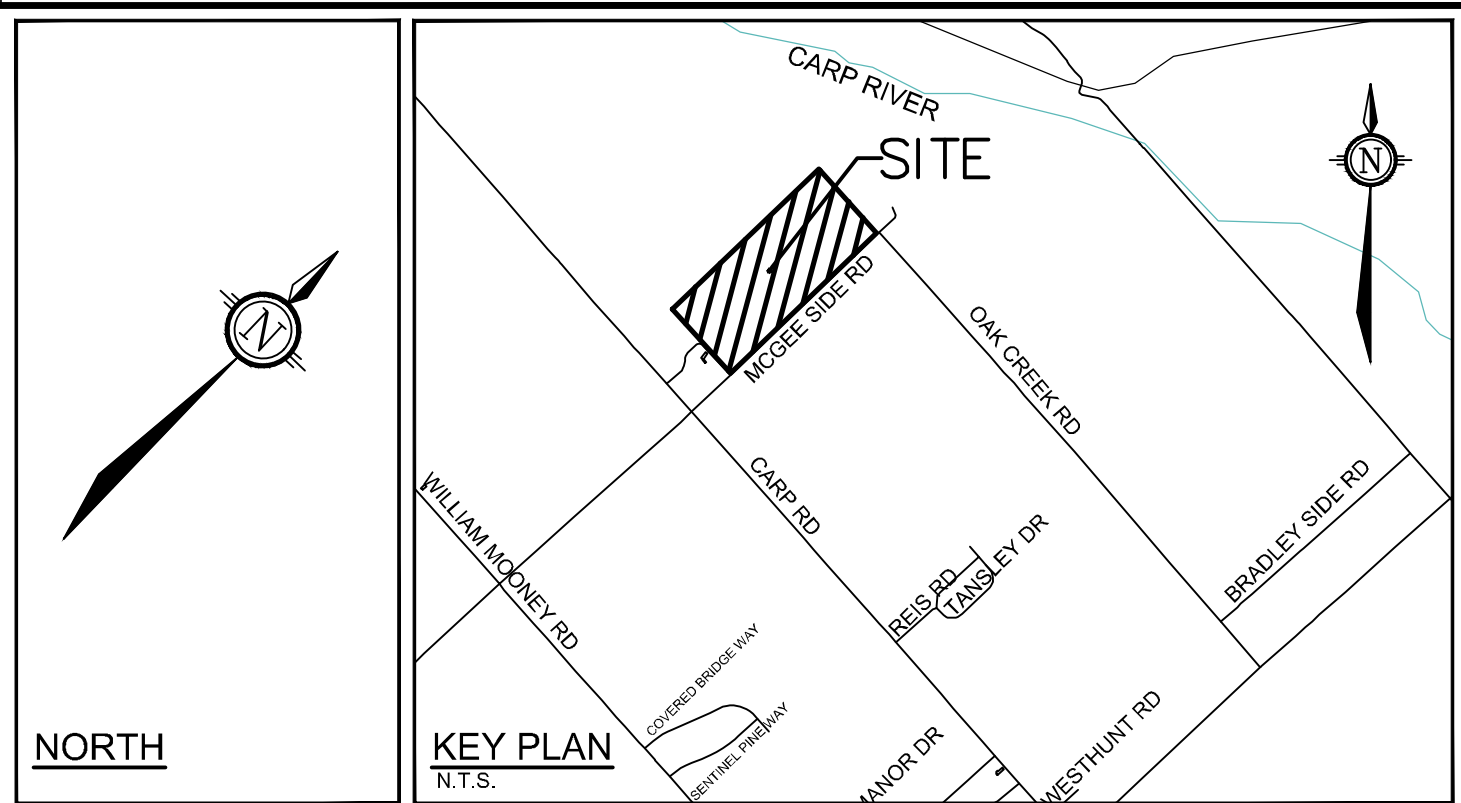 N
NORTH
CARP RIVER
SITE
N
MCGEE SIDE RD
OAK CREEK RD
CARP RD
WILLIAM MOONEY RD
BRADLEY SIDE RD
REIS RD
TANSLEY DR
COVERED BRIDGE WAY
SENTINEL PINE WAY
MANOR DR
WESTHUNT RD
KEY PLAN
N.T.S.